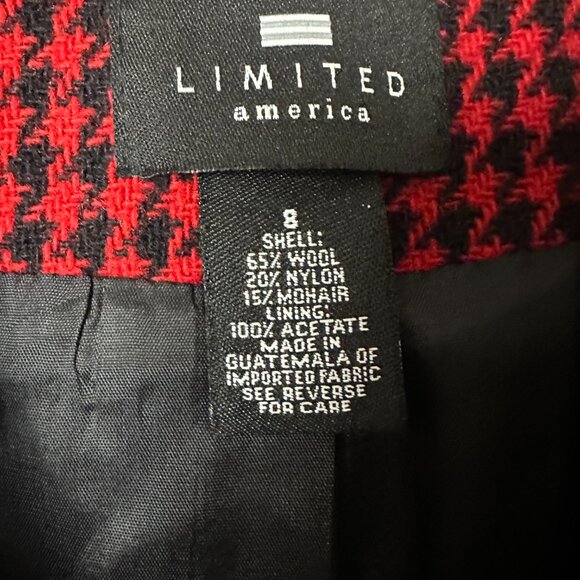 LIMITED
america
8
SHELL:
65% WOOL
20% NYLON
15% MOHAIR
LINING:
100% ACETATE
MADE IN
GUATEMALA OF
IMPORTED FABRIC
SEE REVERSE
FOR CARE